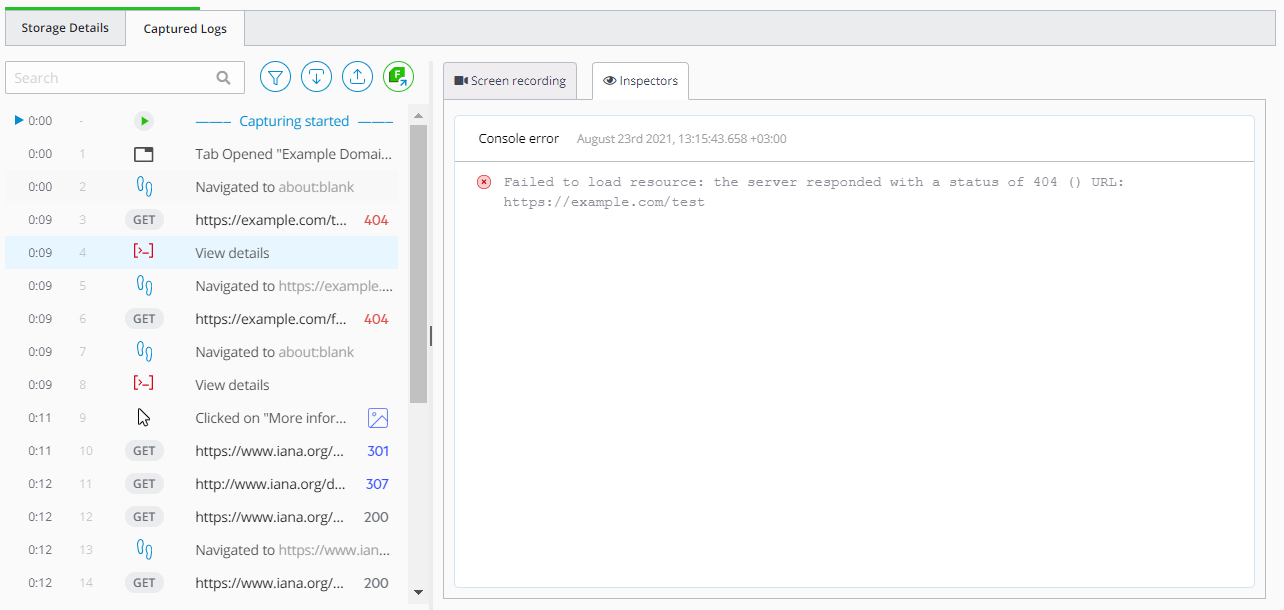 Storage Details
Captured Logs
Search
F
Screen recording
Inspectors
0:00 - ——— Capturing started ———
0:00 1 Tab Opened "Example Domai...
0:00 2 Navigated to about:blank
0:09 3 GET https://example.com/t... 404
0:09 4 View details
0:09 5 Navigated to https://example....
0:09 6 GET https://example.com/f... 404
0:09 7 Navigated to about:blank
0:09 8 View details
0:11 9 Clicked on "More infor...
0:11 10 GET https://www.iana.org/... 301
0:12 11 GET http://www.iana.org/d... 307
0:12 12 GET https://www.iana.org/... 200
0:12 13 Navigated to https://www.ian...
0:12 14 GET https://www.iana.org/... 200
Console error August 23rd 2021, 13:15:43.658 +03:00
Failed to load resource: the server responded with a status of 404 () URL:
https://example.com/test